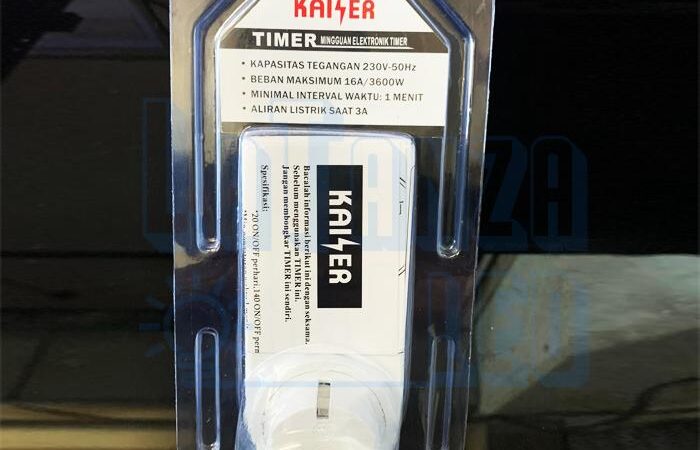 KAISER
TIMER MINGGUAN ELEKTRONIK TIMER
• KAPASITAS TEGANGAN 230V-50Hz
• BEBAN MAKSIMUM 16A/3600W
• MINIMAL INTERVAL WAKTU: 1 MENIT
• ALIRAN LISTRIK SAAT 3A
KAISER
Bacalah informasi berikut ini dengan seksama.
Sebelum menggunakan TIMER ini.
Jangan membongkar TIMER ini sendiri.
Spesifikasi:
*20 ON/OFF perhari,140 ON/OFF perm